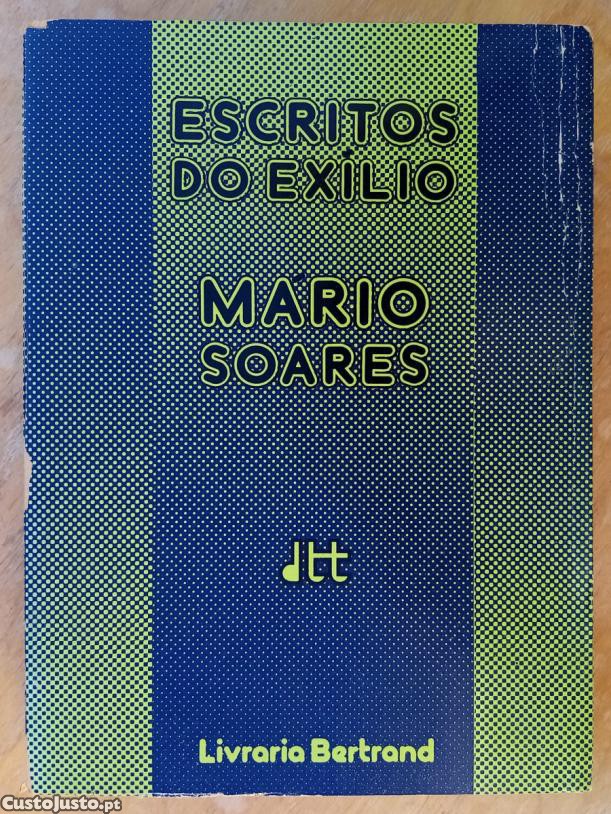 ESCRITOS
DO EXÍLIO
MÁRIO
SOARES
dtt
Livraria Bertrand
CustoJusto.pt